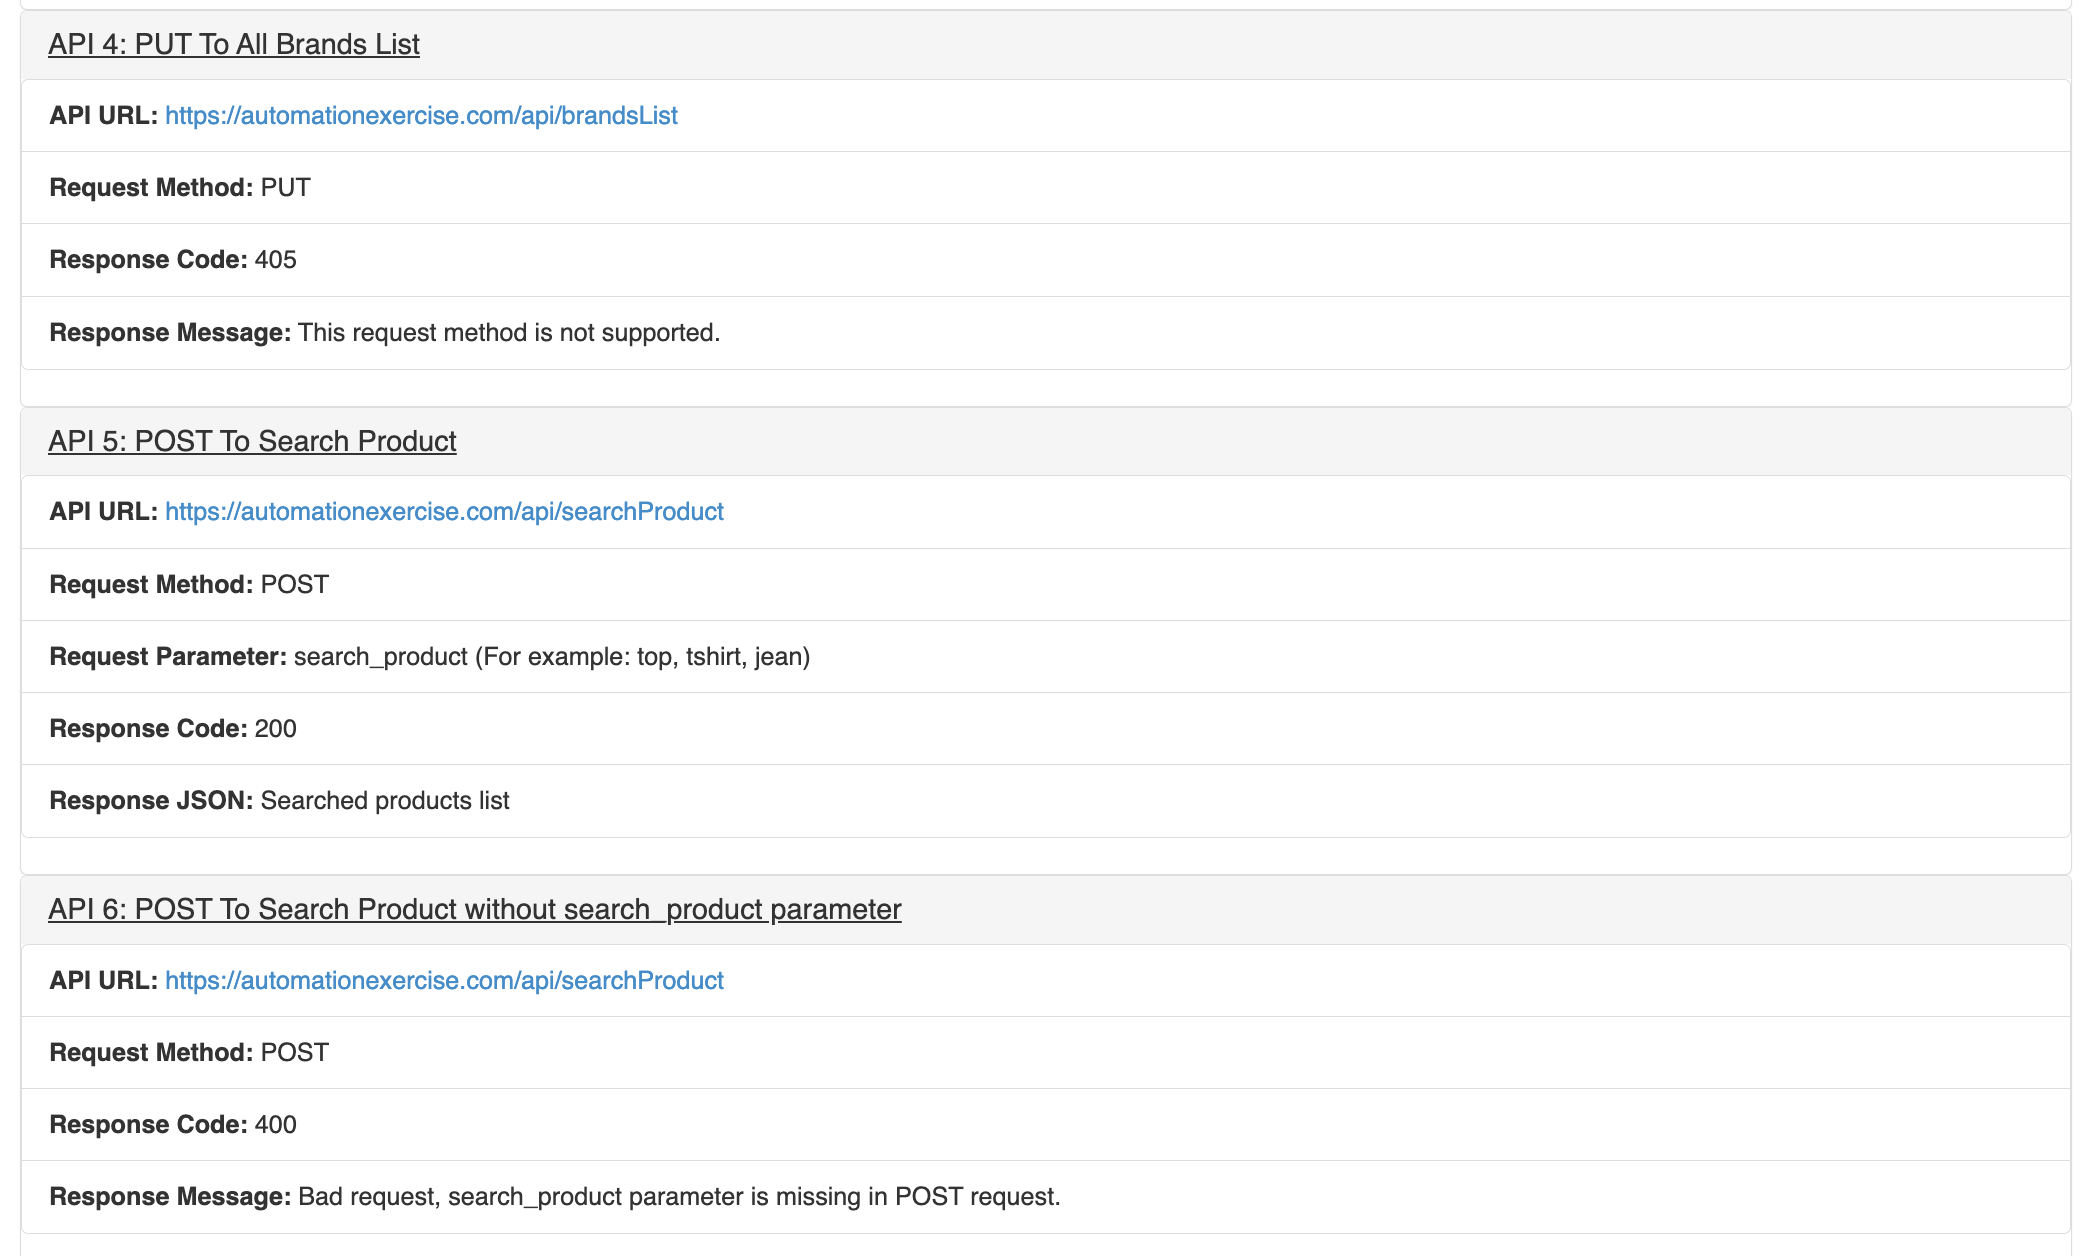 API 4: PUT To All Brands List
API URL: https://automationexercise.com/api/brandsList
Request Method: PUT
Response Code: 405
Response Message: This request method is not supported.
API 5: POST To Search Product
API URL: https://automationexercise.com/api/searchProduct
Request Method: POST
Request Parameter: search_product (For example: top, tshirt, jean)
Response Code: 200
Response JSON: Searched products list
API 6: POST To Search Product without search_product parameter
API URL: https://automationexercise.com/api/searchProduct
Request Method: POST
Response Code: 400
Response Message: Bad request, search_product parameter is missing in POST request.